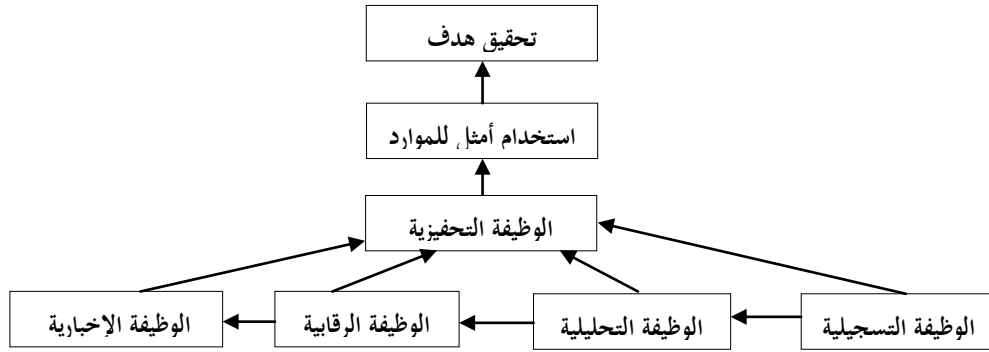 تحقيق هدف
استخدام أمثل للموارد
الوظيفة التحفيزية
الوظيفة التسجيلية
الوظيفة التحليلية
الوظيفة الرقابية
الوظيفة الإخبارية